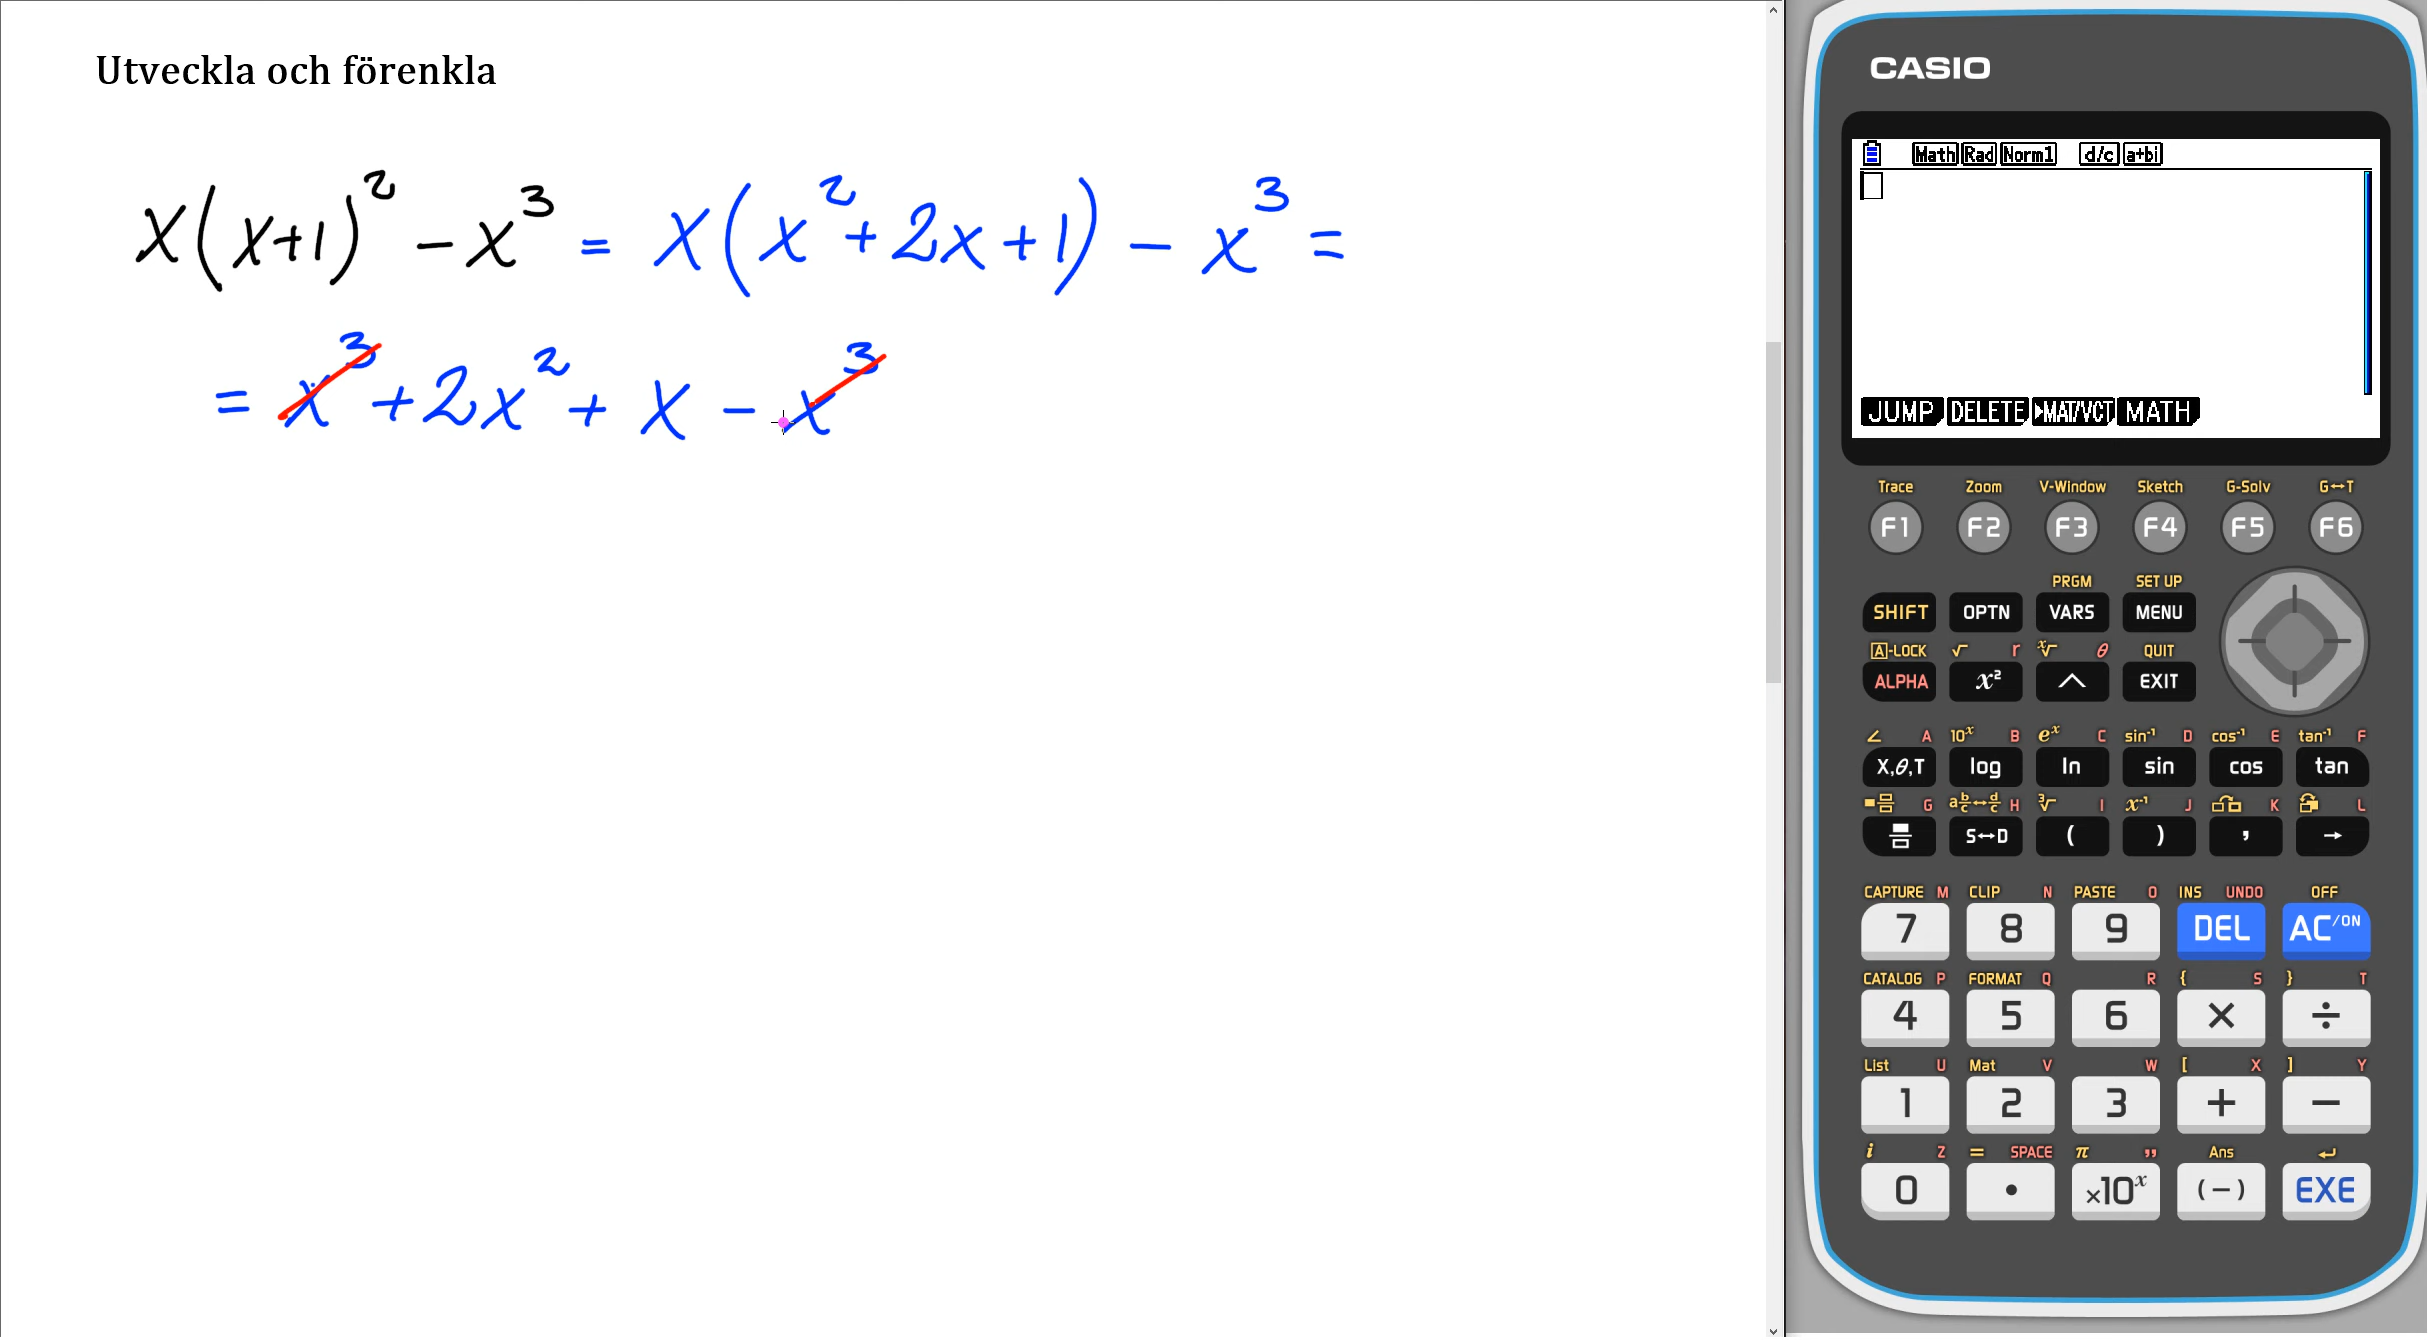 Utveckla och förenkla
x(x+1)² - x³ = x(x² + 2x + 1) - x³ =
= x³ + 2x² + x - x³
CASIO
Math Rad Norm1 d/c a+bi
JUMP DELETE ▶MAT/VCT MATH
Trace Zoom V-Window Sketch G-Solv G↔T
F1 F2 F3 F4 F5 F6
PRGM SET UP
SHIFT OPTN VARS MENU
A-LOCK √ r ˣ√ θ QUIT
ALPHA x² ^ EXIT
∠ A 10ˣ B eˣ C sin⁻¹ D cos⁻¹ E tan⁻¹ F
X,θ,T log ln sin cos tan
G a b/c↔d/c H ³√ I x⁻¹ J K L
S↔D ( ) , →
CAPTURE M CLIP N PASTE O INS UNDO OFF
7 8 9 DEL AC/ON
CATALOG P FORMAT Q R { S } T
4 5 6 × ÷
List U Mat V W [ X ] Y
1 2 3 + −
i Z = SPACE π " Ans ↵
0 • ×10ˣ (−) EXE